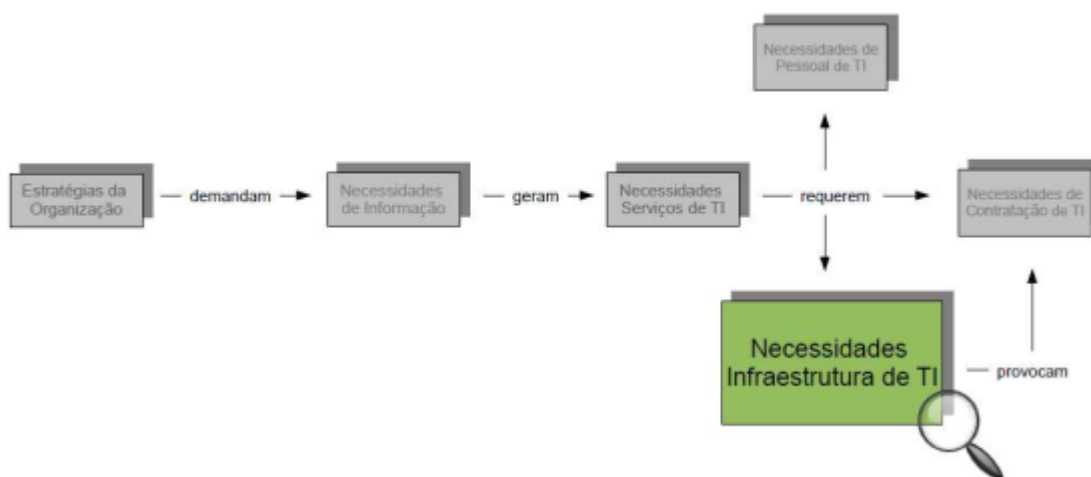 Necessidades de
Pessoal de TI
Estratégias da
Organização
demandam
Necessidades
de Informação
geram
Necessidades
Serviços de TI
requerem
Necessidades de
Contratação de TI
Necessidades
Infraestrutura de TI
provocam